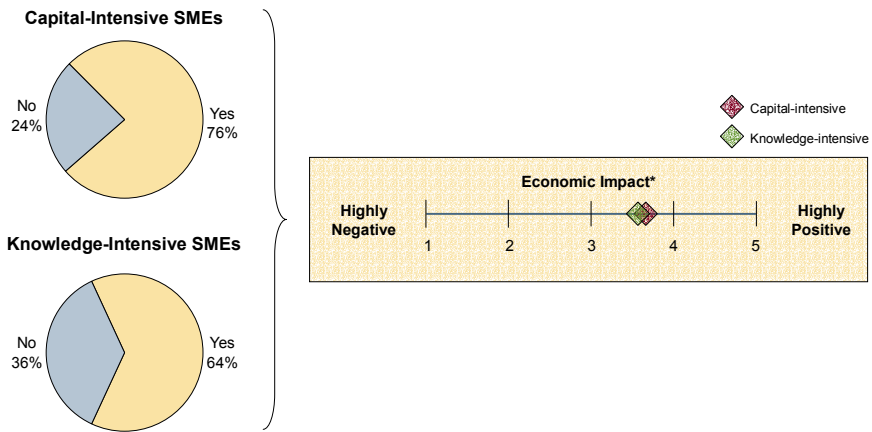 Capital-Intensive SMEs
No
24%
Yes
76%
Knowledge-Intensive SMEs
No
36%
Yes
64%
Capital-intensive
Knowledge-intensive
Economic Impact*
Highly
Negative
Highly
Positive
1 2 3 4 5